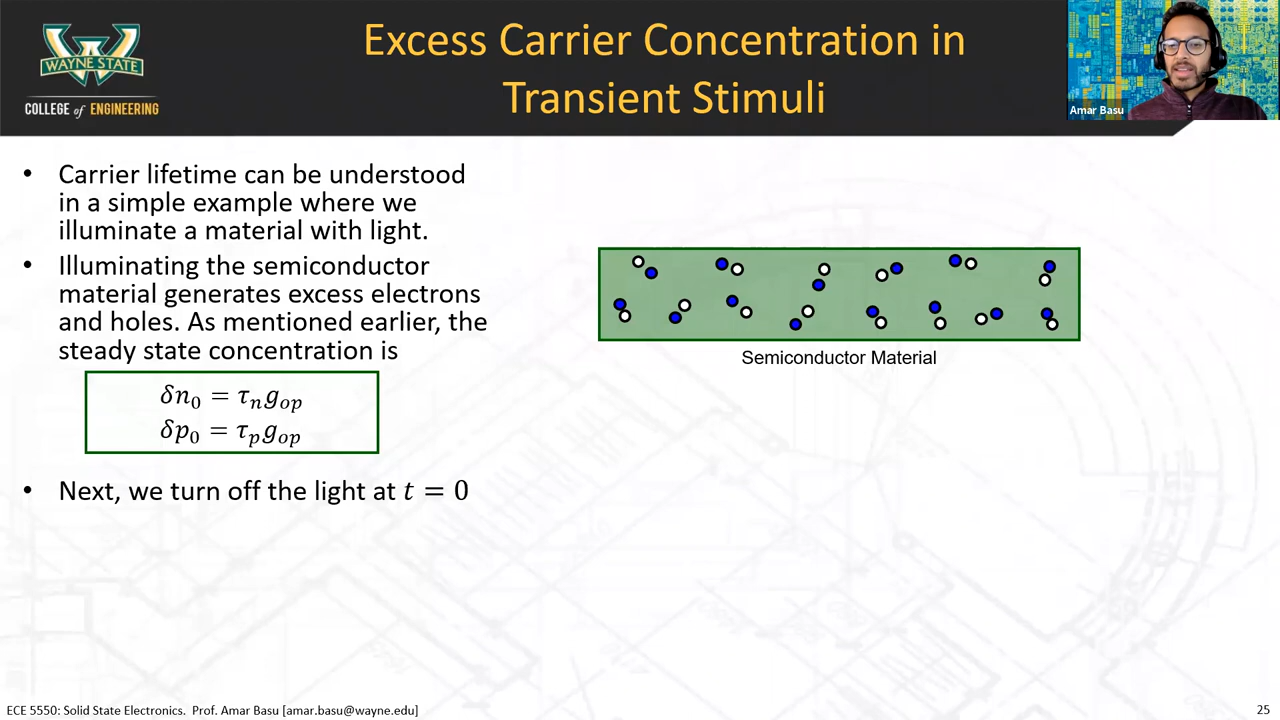 WAYNE STATE
COLLEGE of ENGINEERING
Excess Carrier Concentration in
Transient Stimuli
Amar Basu
• Carrier lifetime can be understood
in a simple example where we
illuminate a material with light.
• Illuminating the semiconductor
material generates excess electrons
and holes. As mentioned earlier, the
steady state concentration is
δn₀ = τₙgₒₚ
δp₀ = τₚgₒₚ
• Next, we turn off the light at t = 0
Semiconductor Material
ECE 5550: Solid State Electronics. Prof. Amar Basu [amar.basu@wayne.edu]
25